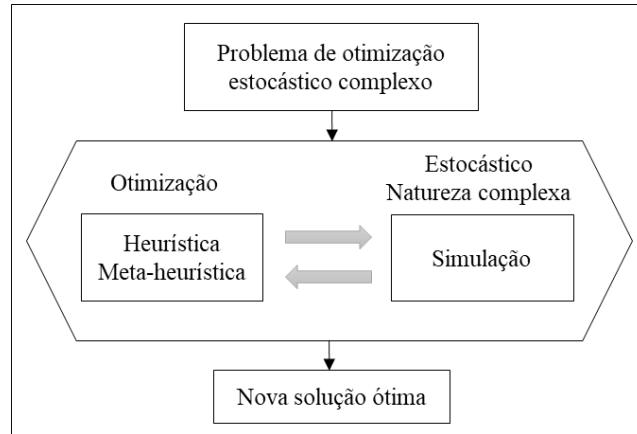 Problema de otimização
estocástico complexo
Otimização
Estocástico
Natureza complexa
Heurística
Meta-heurística
Simulação
Nova solução ótima